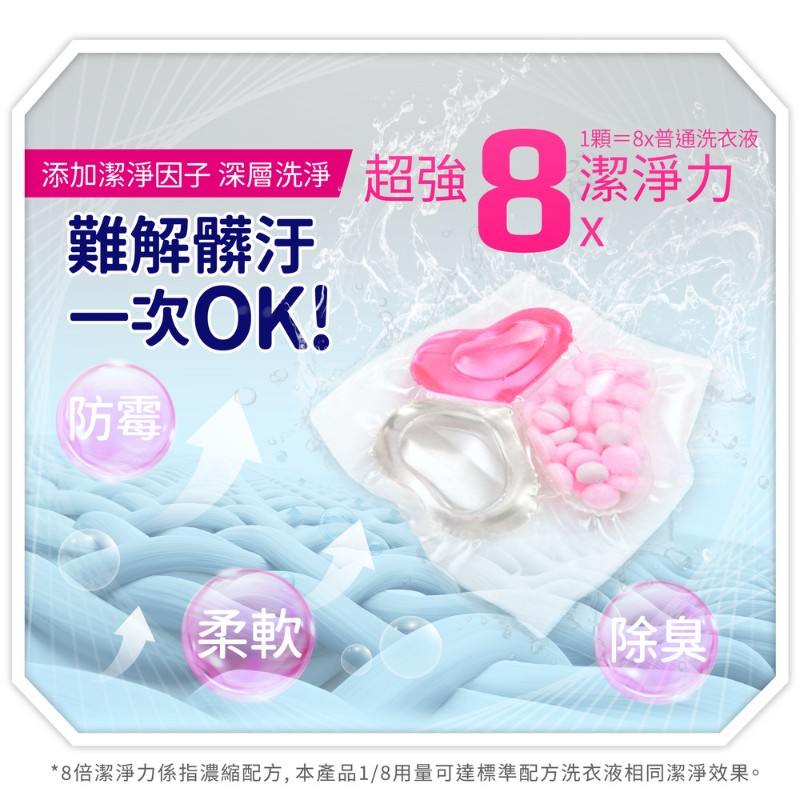 添加潔淨因子 深層洗淨
難解髒汙
一次OK!
1顆=8x普通洗衣液
超強8x潔淨力
防霉
柔軟
除臭
*8倍潔淨力係指濃縮配方, 本產品1/8用量可達標準配方洗衣液相同潔淨效果。